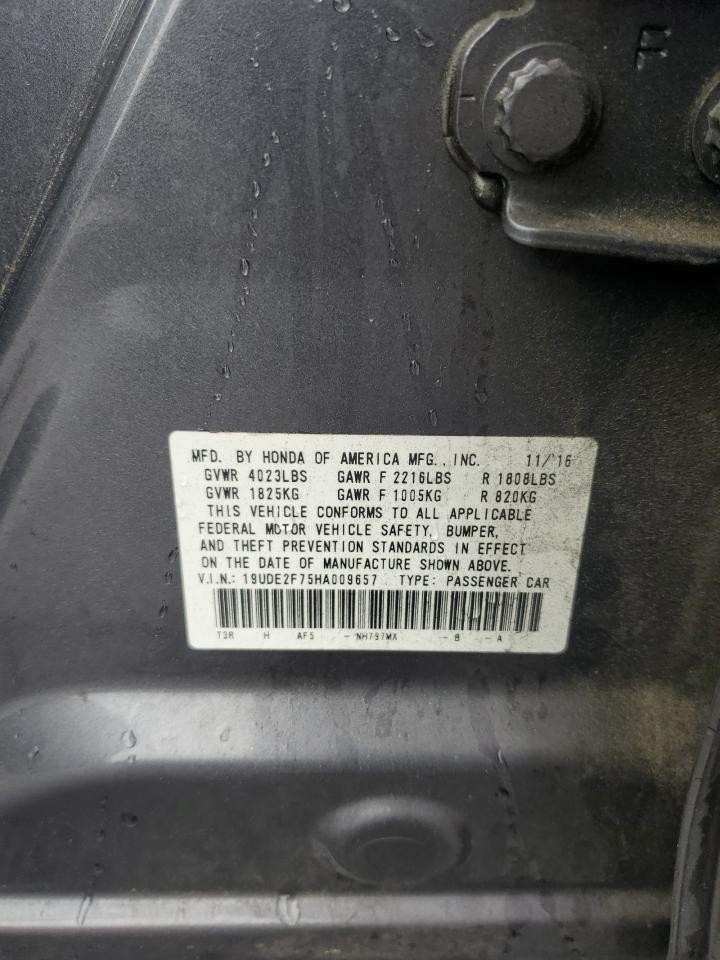 F
MFD. BY HONDA OF AMERICA MFG., INC. 11/'16
GVWR 4023LBS GAWR F 2216LBS R 1808LBS
GVWR 1825KG GAWR F 1005KG R 820KG
THIS VEHICLE CONFORMS TO ALL APPLICABLE
FEDERAL MOTOR VEHICLE SAFETY, BUMPER,
AND THEFT PREVENTION STANDARDS IN EFFECT
ON THE DATE OF MANUFACTURE SHOWN ABOVE.
V.I.N.: 19UDE2F75HA009657 TYPE: PASSENGER CAR
T3R H AF5 - NH797MX - B - A